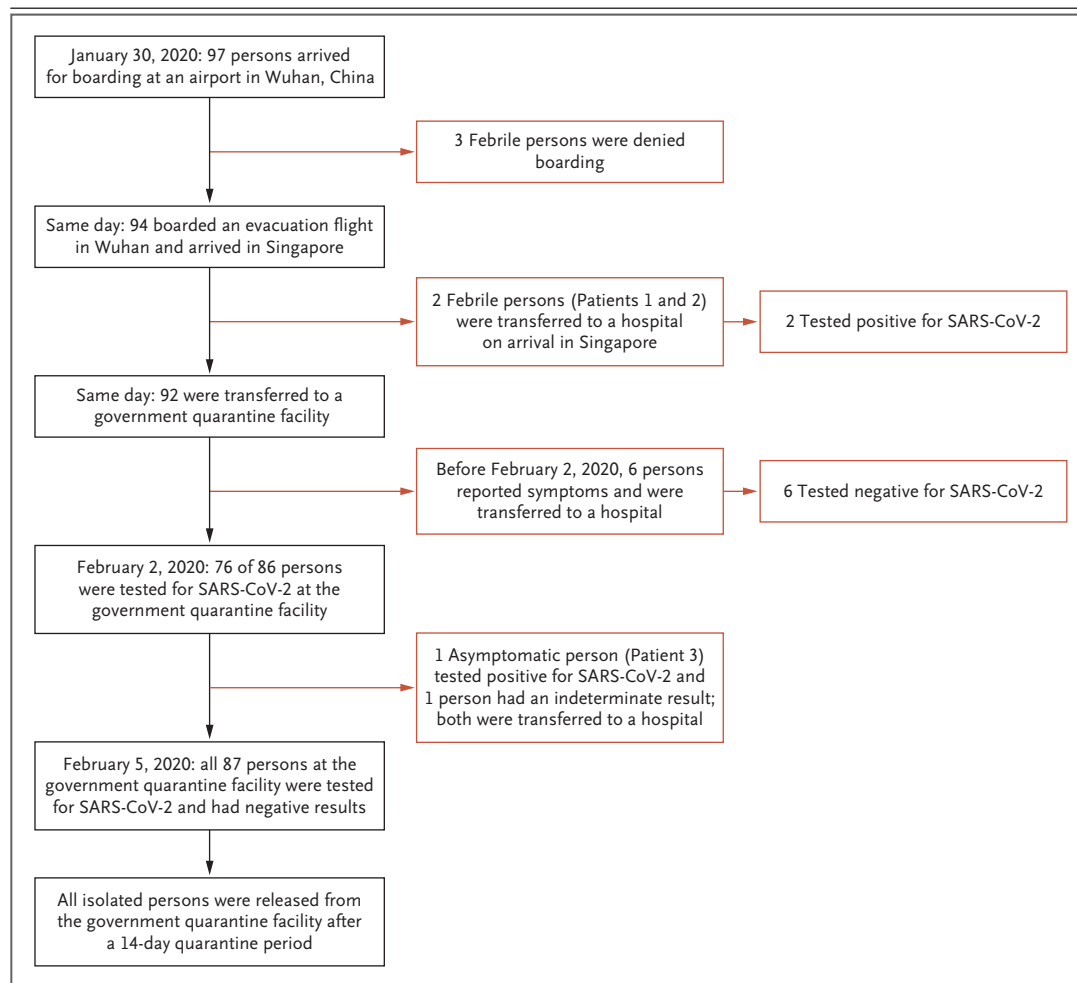 January 30, 2020: 97 persons arrived
for boarding at an airport in Wuhan, China
3 Febrile persons were denied
boarding
Same day: 94 boarded an evacuation flight
in Wuhan and arrived in Singapore
2 Febrile persons (Patients 1 and 2)
were transferred to a hospital
on arrival in Singapore
2 Tested positive for SARS-CoV-2
Same day: 92 were transferred to a
government quarantine facility
Before February 2, 2020, 6 persons
reported symptoms and were
transferred to a hospital
6 Tested negative for SARS-CoV-2
February 2, 2020: 76 of 86 persons
were tested for SARS-CoV-2 at the
government quarantine facility
1 Asymptomatic person (Patient 3)
tested positive for SARS-CoV-2 and
1 person had an indeterminate result;
both were transferred to a hospital
February 5, 2020: all 87 persons at the
government quarantine facility were tested
for SARS-CoV-2 and had negative results
All isolated persons were released from
the government quarantine facility after
a 14-day quarantine period